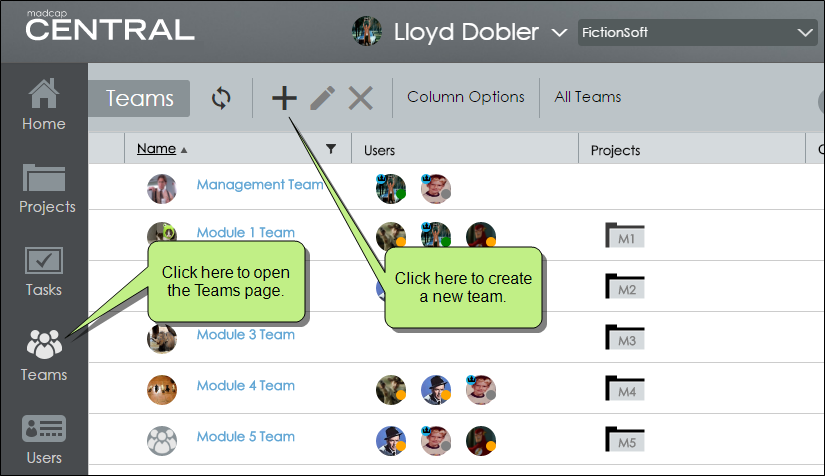 madcap
CENTRAL
Lloyd Dobler
FictionSoft
Teams
Column Options
All Teams
Home
Name
Users
Projects
Management Team
Projects
Module 1 Team
M1
Click here to open
the Teams page.
Click here to create
a new team.
Tasks
M2
Module 3 Team
M3
Teams
Module 4 Team
M4
Users
Module 5 Team
M5